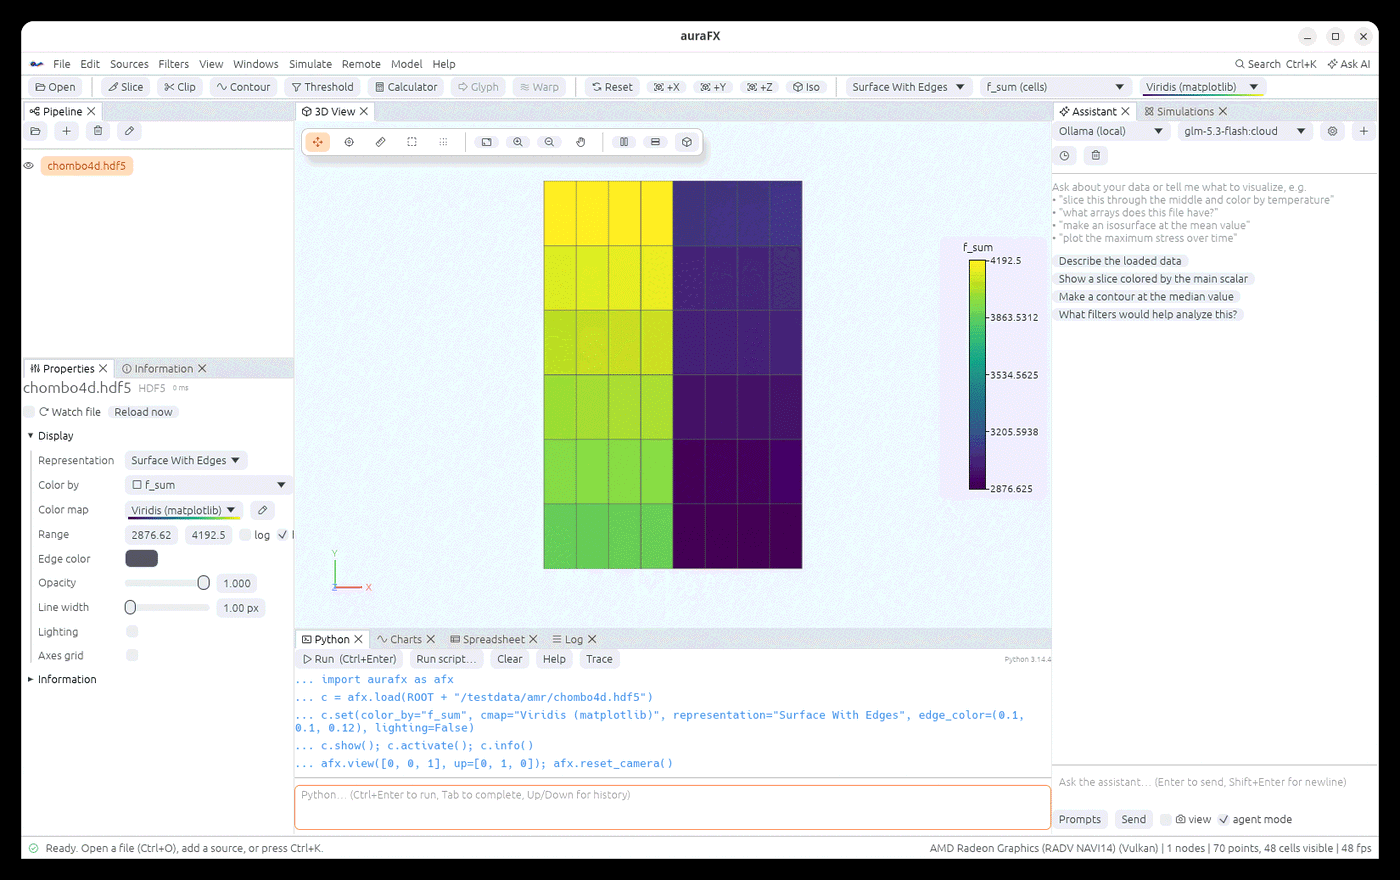 auraFX
File Edit Sources Filters View Windows Simulate Remote Model Help
Search Ctrl+K Ask AI
Open Slice Clip Contour Threshold Calculator Glyph Warp Reset +X +Y +Z Iso Surface With Edges f_sum (cells) Viridis (matplotlib)
Pipeline
chombo4d.hdf5
Properties Information
chombo4d.hdf5 HDF5 0 ms
Watch file Reload now
Display
Representation Surface With Edges
Color by f_sum
Color map Viridis (matplotlib)
Range 2876.62 4192.5 log
Edge color
Opacity 1.000
Line width 1.00 px
Lighting
Axes grid
Information
3D View
f_sum
4192.5
3863.5312
3534.5625
3205.5938
2876.625
Y
Z X
Python Charts Spreadsheet Log
Run (Ctrl+Enter) Run script... Clear Help Trace
Python 3.14.4
... import aurafx as afx
... c = afx.load(ROOT + "/testdata/amr/chombo4d.hdf5")
... c.set(color_by="f_sum", cmap="Viridis (matplotlib)", representation="Surface With Edges", edge_color=(0.1,
0.1, 0.12), lighting=False)
... c.show(); c.activate(); c.info()
... afx.view([0, 0, 1], up=[0, 1, 0]); afx.reset_camera()
Python... (Ctrl+Enter to run, Tab to complete, Up/Down for history)
Assistant Simulations
Ollama (local) glm-5.3-flash:cloud
Ask about your data or tell me what to visualize, e.g.
• "slice this through the middle and color by temperature"
• "what arrays does this file have?"
• "make an isosurface at the mean value"
• "plot the maximum stress over time"
Describe the loaded data
Show a slice colored by the main scalar
Make a contour at the median value
What filters would help analyze this?
Ask the assistant... (Enter to send, Shift+Enter for newline)
Prompts Send view agent mode
Ready. Open a file (Ctrl+O), add a source, or press Ctrl+K.
AMD Radeon Graphics (RADV NAVI14) (Vulkan) | 1 nodes | 70 points, 48 cells visible | 48 fps